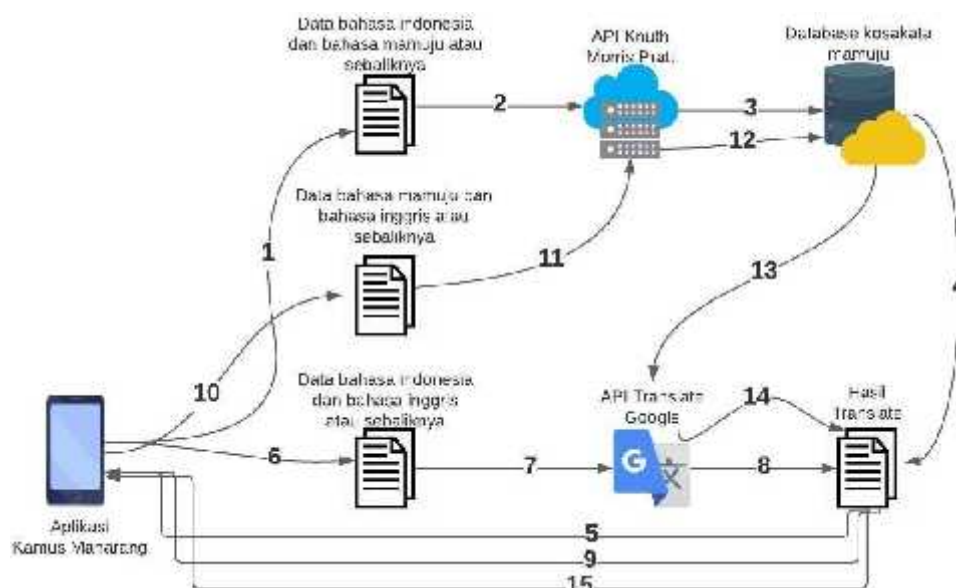 Data bahasa indonesia
dan bahasa mamuju atau
sebaliknya
API Knuth
Morris Prat.
Database kosakata
mamuju
2
3
12
Data bahasa mamuju dan
bahasa inggris atau
sebaliknya
1
11
13
4
10
Data bahasa indonesia
dan bahasa inggris
atau sebaliknya
API Translate
Google
14
Hasil
Translate
6
7
G
8
Aplikasi
Kamus
5
9
15